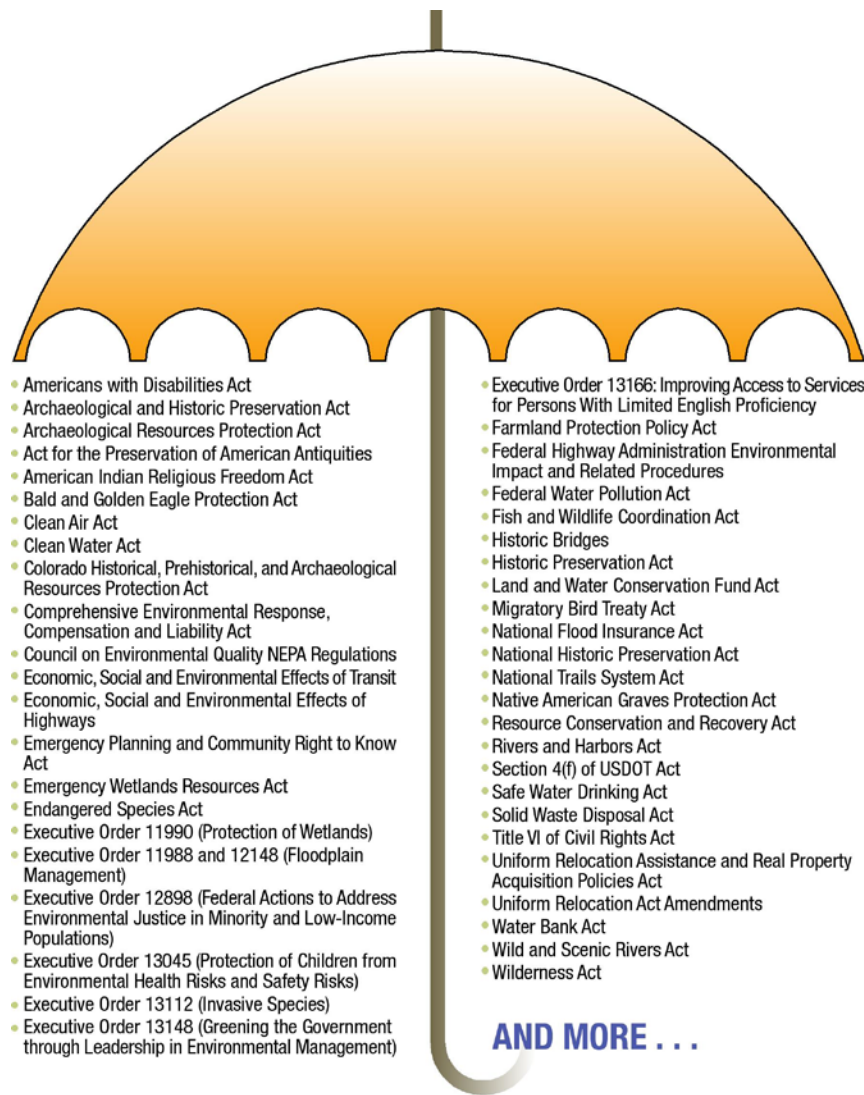 • Americans with Disabilities Act
• Archaeological and Historic Preservation Act
• Archaeological Resources Protection Act
• Act for the Preservation of American Antiquities
• American Indian Religious Freedom Act
• Bald and Golden Eagle Protection Act
• Clean Air Act
• Clean Water Act
• Colorado Historical, Prehistorical, and Archaeological
Resources Protection Act
• Comprehensive Environmental Response,
Compensation and Liability Act
• Council on Environmental Quality NEPA Regulations
• Economic, Social and Environmental Effects of Transit
• Economic, Social and Environmental Effects of
Highways
• Emergency Planning and Community Right to Know
Act
• Emergency Wetlands Resources Act
• Endangered Species Act
• Executive Order 11990 (Protection of Wetlands)
• Executive Order 11988 and 12148 (Floodplain
Management)
• Executive Order 12898 (Federal Actions to Address
Environmental Justice in Minority and Low-Income
Populations)
• Executive Order 13045 (Protection of Children from
Environmental Health Risks and Safety Risks)
• Executive Order 13112 (Invasive Species)
• Executive Order 13148 (Greening the Government
through Leadership in Environmental Management)
• Executive Order 13166: Improving Access to Services
for Persons With Limited English Proficiency
• Farmland Protection Policy Act
• Federal Highway Administration Environmental
Impact and Related Procedures
• Federal Water Pollution Act
• Fish and Wildlife Coordination Act
• Historic Bridges
• Historic Preservation Act
• Land and Water Conservation Fund Act
• Migratory Bird Treaty Act
• National Flood Insurance Act
• National Historic Preservation Act
• National Trails System Act
• Native American Graves Protection Act
• Resource Conservation and Recovery Act
• Rivers and Harbors Act
• Section 4(f) of USDOT Act
• Safe Water Drinking Act
• Solid Waste Disposal Act
• Title VI of Civil Rights Act
• Uniform Relocation Assistance and Real Property
Acquisition Policies Act
• Uniform Relocation Act Amendments
• Water Bank Act
• Wild and Scenic Rivers Act
• Wilderness Act
AND MORE . . .